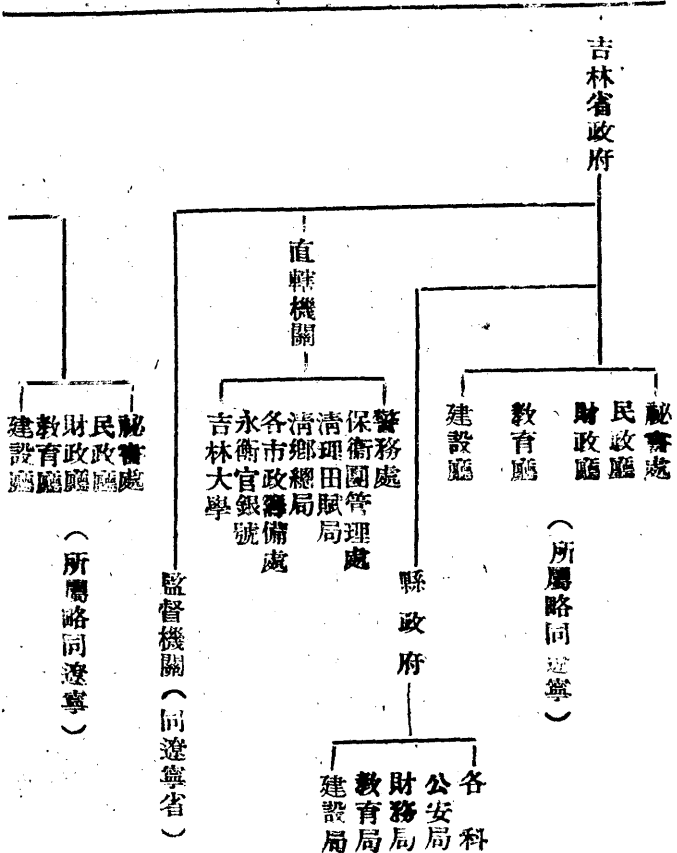 吉林省政府
祕書處
民政廳
財政廳
教育廳
建設廳
（所屬略同遼寧）
縣政府
各科
公安局
財務局
教育局
建設局
直轄機關
警務處
保衞團管理處
清理田賦局
清鄉總局
各市政籌備處
永衡官銀號
吉林大學
監督機關（同遼寧省）
祕書處
民政廳
財政廳
教育廳
建設廳
（所屬略同遼寧）